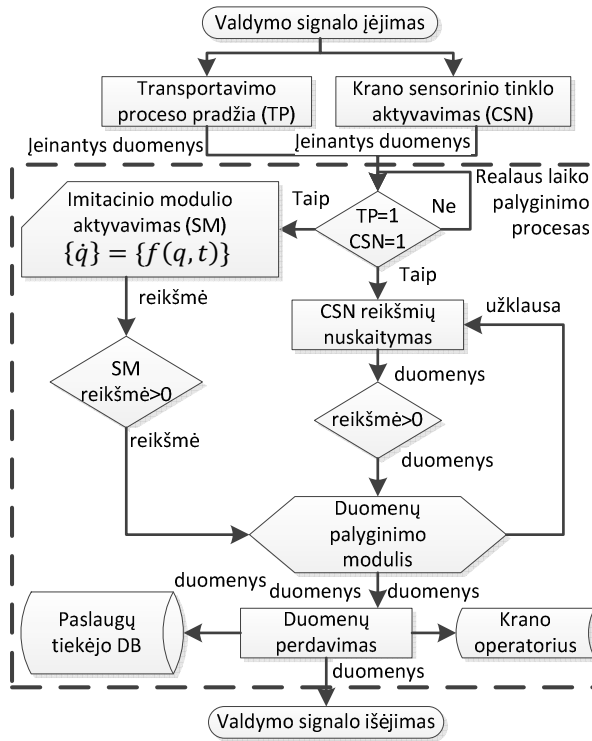 Valdymo signalo įėjimas
Transportavimo
proceso pradžia (TP)
Krano sensorinio tinklo
aktyvavimas (CSN)
Įeinantys duomenys
Įeinantys duomenys
Realaus laiko
palyginimo
procesas
Imitacinio modulio
aktyvavimas (SM)
{q̇} = {f(q, t)}
Taip
TP=1
CSN=1
Ne
Taip
reikšmė
CSN reikšmių
nuskaitymas
užklausa
SM
reikšmė>0
duomenys
reikšmė>0
reikšmė
duomenys
Duomenų
palyginimo
modulis
duomenys
duomenys
duomenys
Paslaugų
tiekėjo DB
Duomenų
perdavimas
Krano
operatorius
duomenys
Valdymo signalo išėjimas